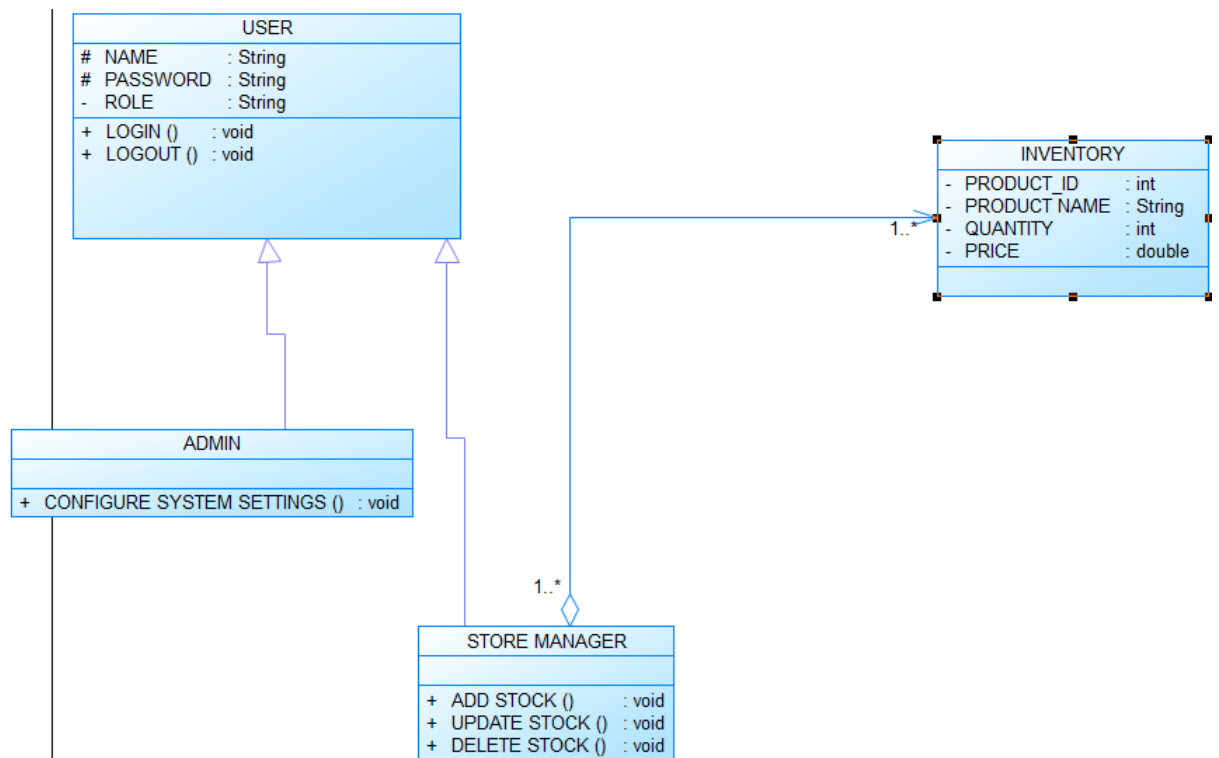 USER
# NAME : String
# PASSWORD : String
- ROLE : String
+ LOGIN () : void
+ LOGOUT () : void
INVENTORY
- PRODUCT_ID : int
- PRODUCT NAME : String
- QUANTITY : int
- PRICE : double
1..*
ADMIN
+ CONFIGURE SYSTEM SETTINGS () : void
1..*
STORE MANAGER
+ ADD STOCK () : void
+ UPDATE STOCK () : void
+ DELETE STOCK () : void